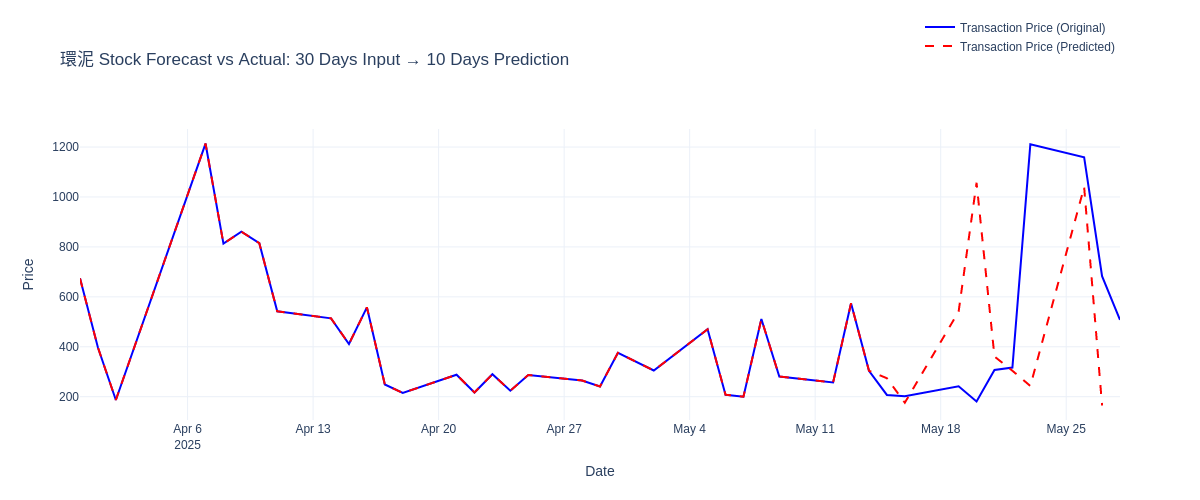 Transaction Price (Original)
Transaction Price (Predicted)
環泥 Stock Forecast vs Actual: 30 Days Input → 10 Days Prediction
1200
1000
800
600
400
200
Price
Apr 6
2025
Apr 13
Apr 20
Apr 27
May 4
May 11
May 18
May 25
Date